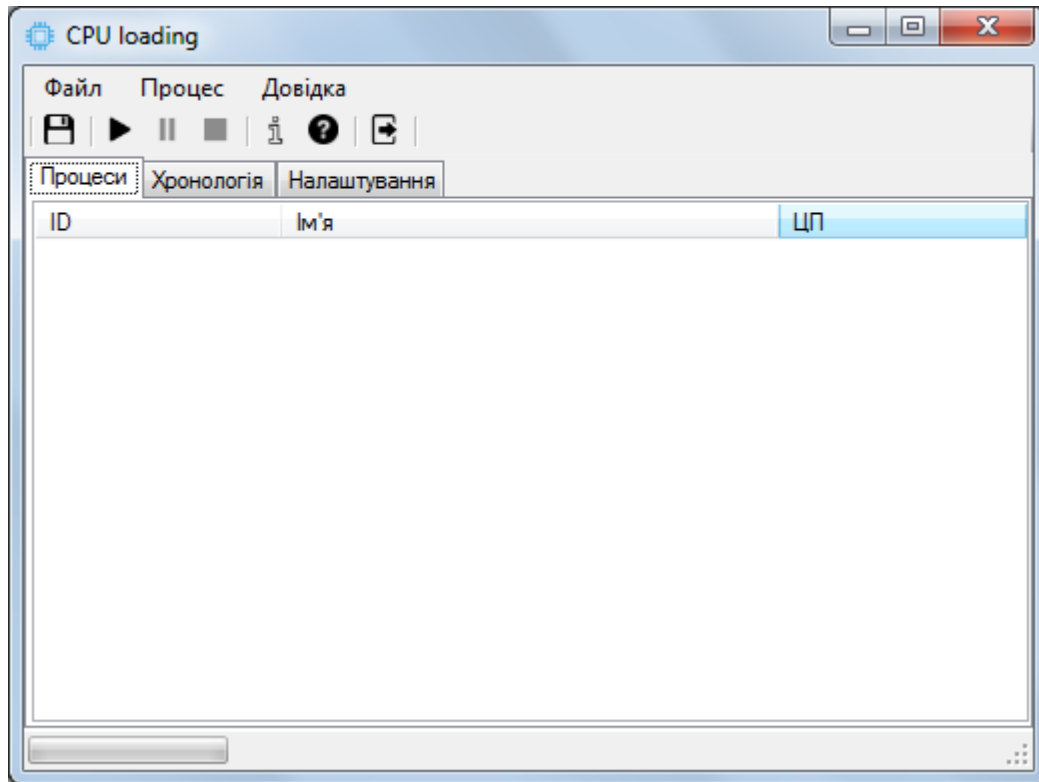 CPU loading
Файл Процес Довідка
Процеси Хронологія Налаштування
ID Ім'я ЦП